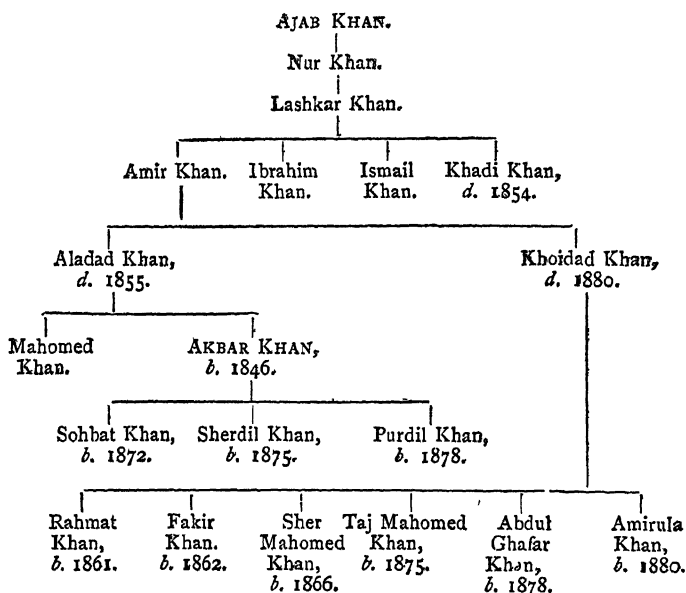 AJAB KHAN.
Nur Khan.
Lashkar Khan.
Amir Khan. Ibrahim Khan. Ismail Khan. Khadi Khan, d. 1854.
Aladad Khan, d. 1855. Khoidad Khan, d. 1880.
Mahomed Khan. AKBAR KHAN, b. 1846.
Sohbat Khan, b. 1872. Sherdil Khan, b. 1875. Purdil Khan, b. 1878.
Rahmat Khan, b. 1861. Fakir Khan. b. 1862. Sher Mahomed Khan, b. 1866. Taj Mahomed Khan, b. 1875. Abdul Ghafar Khan, b. 1878. Amirula Khan, b. 1880.